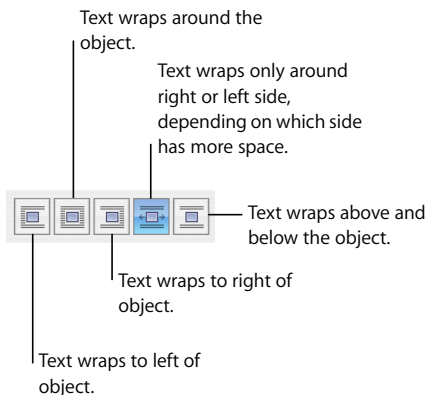 Text wraps around the
object.
Text wraps only around
right or left side,
depending on which side
has more space.
Text wraps above and
below the object.
Text wraps to right of
object.
Text wraps to left of
object.